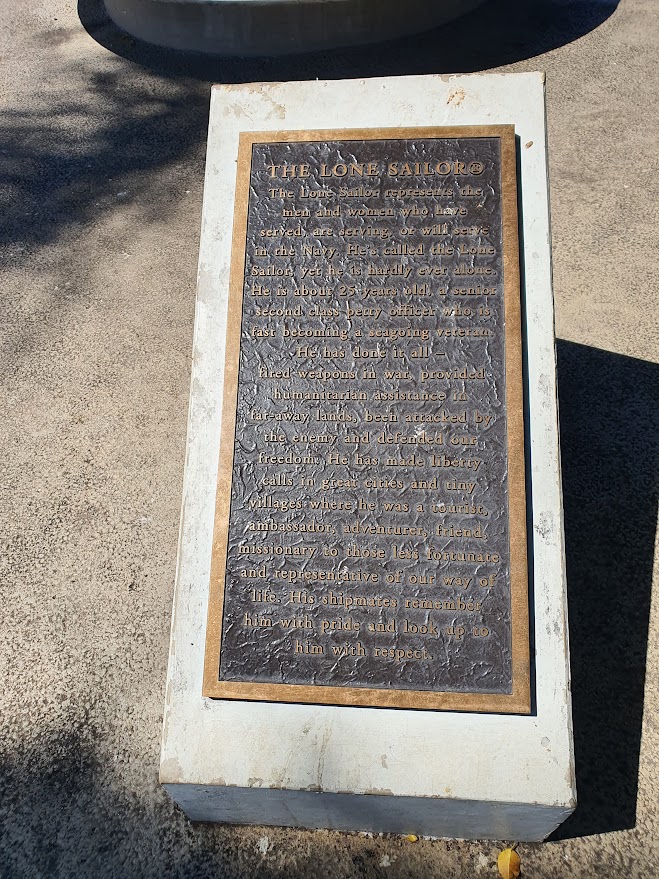 THE LONE SAILOR®
The Lone Sailor represents the
men and women who have
served, are serving, or will serve
in the Navy. He's called the Lone
Sailor, yet he is hardly ever alone.
He is about 25 years old, a senior
second class petty officer who is
fast becoming a seagoing veteran.
He has done it all –
fired weapons in war, provided
humanitarian assistance in
far-away lands, been attacked by
the enemy and defended our
freedom. He has made liberty
calls in great cities and tiny
villages where he was a tourist,
ambassador, adventurer, friend,
missionary to those less fortunate
and representative of our way of
life. His shipmates remember
him with pride and look up to
him with respect.